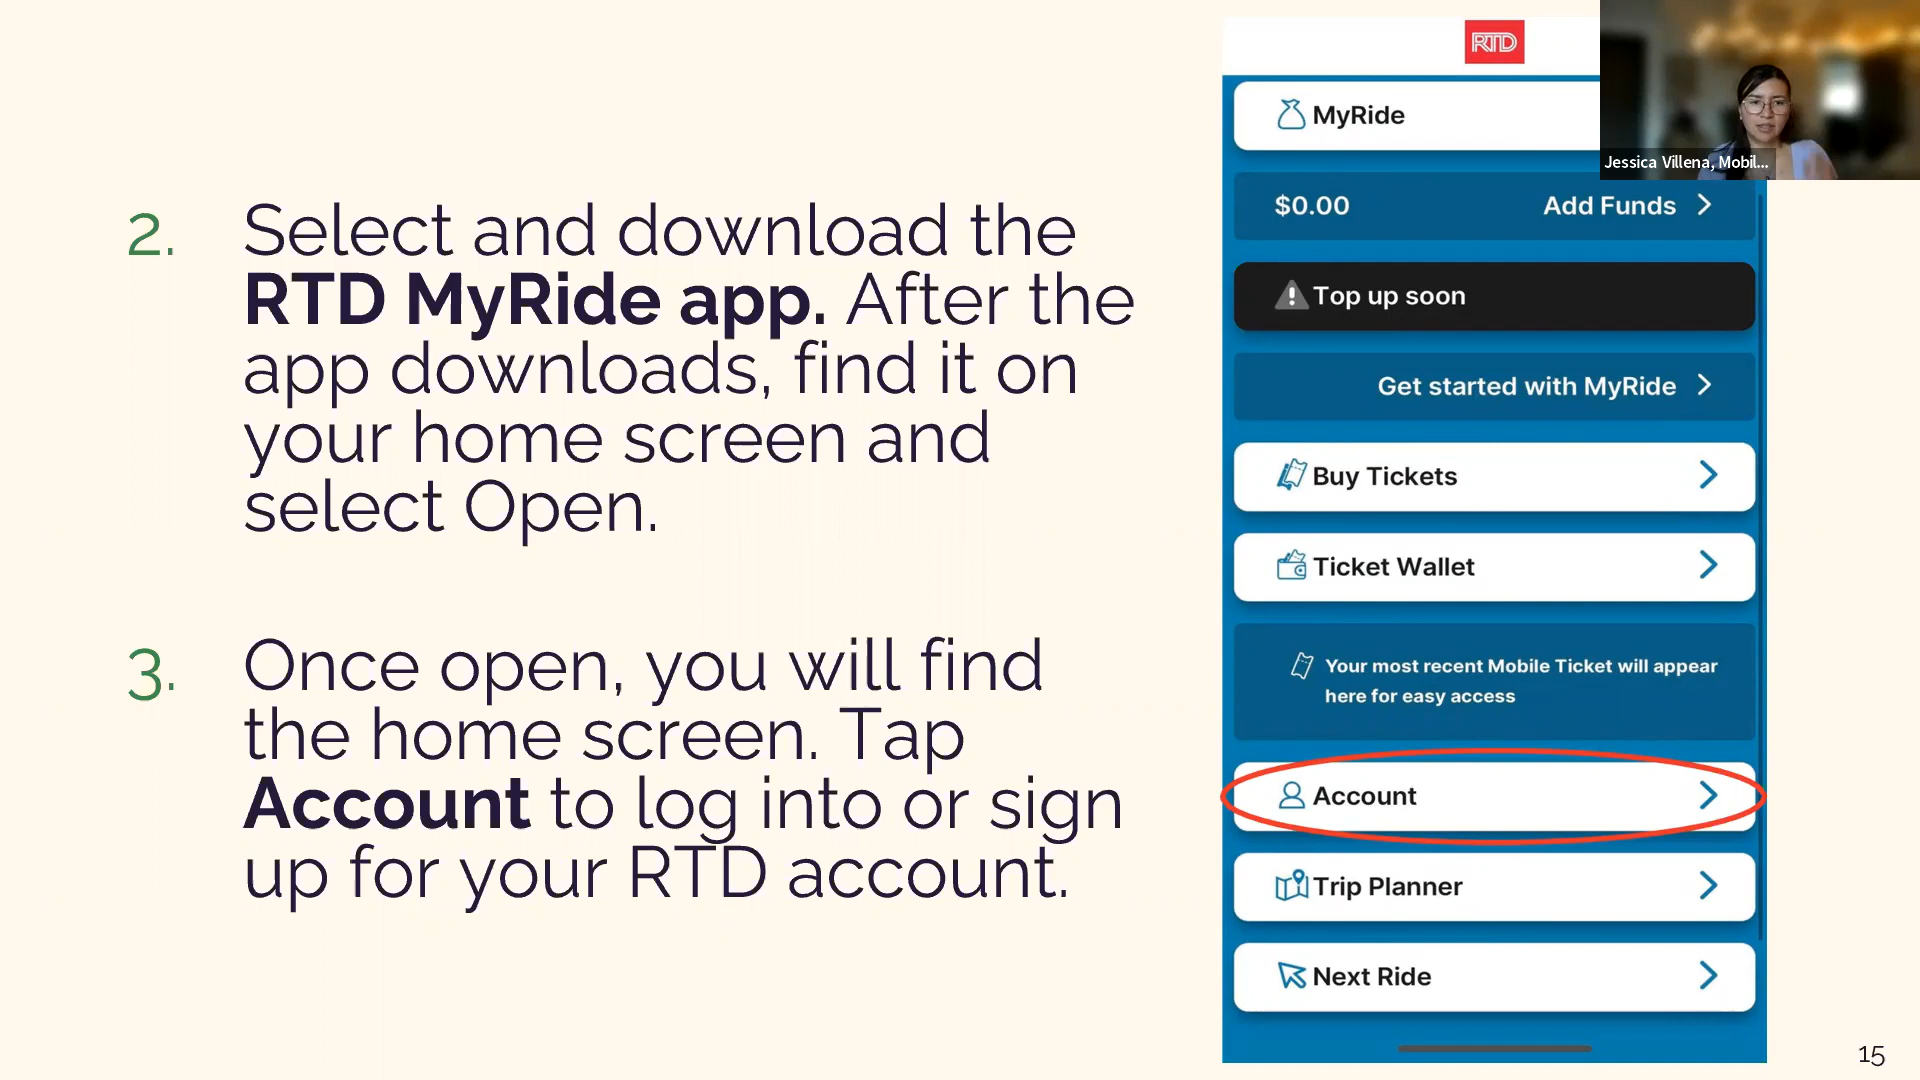 2. Select and download the
RTD MyRide app. After the
app downloads, find it on
your home screen and
select Open.
3. Once open, you will find
the home screen. Tap
Account to log into or sign
up for your RTD account.
RTD
MyRide
$0.00 Add Funds
Top up soon
Get started with MyRide
Buy Tickets
Ticket Wallet
Your most recent Mobile Ticket will appear
here for easy access
Account
Trip Planner
Next Ride
Jessica Villena, Mobil...
15